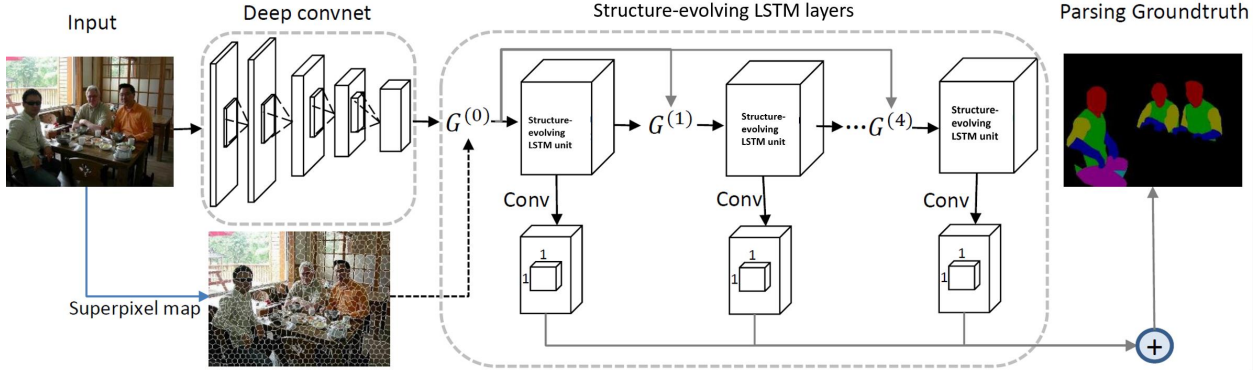 Input
Deep convnet
Structure-evolving LSTM layers
Parsing Groundtruth
G^(0)
Structure-
evolving
LSTM unit
G^(1)
Structure-
evolving
LSTM unit
···G^(4)
Structure-
evolving
LSTM unit
Conv
Conv
Conv
1
1
1
1
1
1
Superpixel map
+